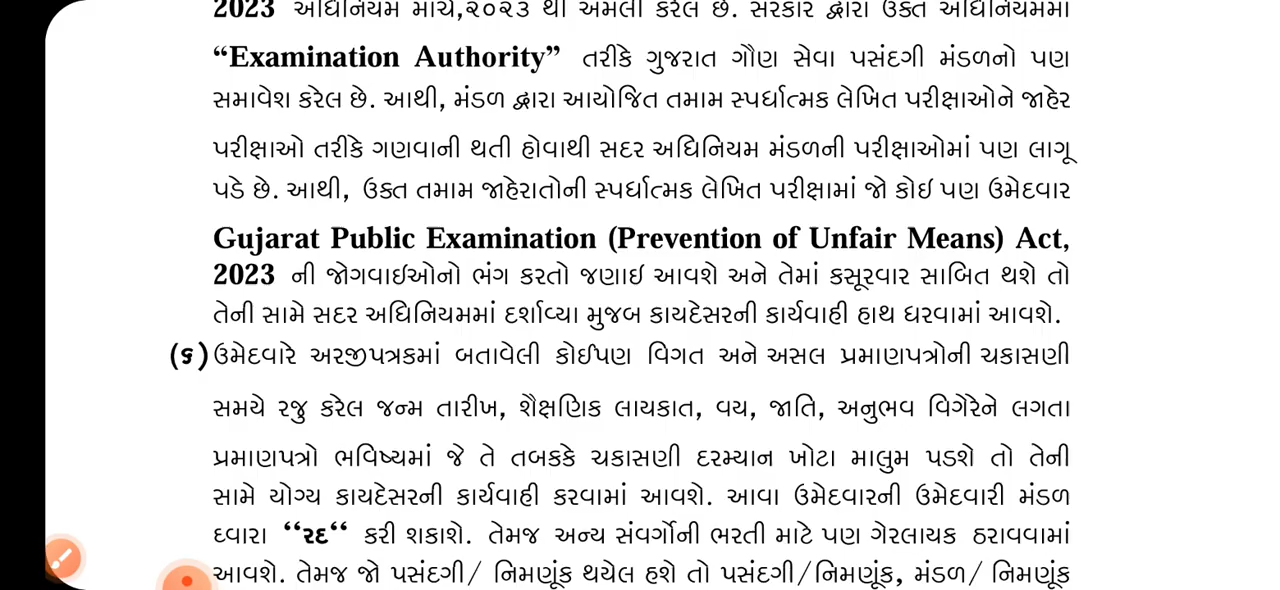 2023 અધિનિયમ માર્ચ,૨૦૨૩ થી અમલી કરેલ છે. સરકાર દ્વારા ઉક્ત અધિનિયમમાં
“Examination Authority” તરીકે ગુજરાત ગૌણ સેવા પસંદગી મંડળનો પણ
સમાવેશ કરેલ છે. આથી, મંડળ દ્વારા આયોજિત તમામ સ્પર્ધાત્મક લેખિત પરીક્ષાઓને જાહેર
પરીક્ષાઓ તરીકે ગણવાની થતી હોવાથી સદર અધિનિયમ મંડળની પરીક્ષાઓમાં પણ લાગૂ
પડે છે. આથી, ઉક્ત તમામ જાહેરાતોની સ્પર્ધાત્મક લેખિત પરીક્ષામાં જો કોઇ પણ ઉમેદવાર
Gujarat Public Examination (Prevention of Unfair Means) Act,
2023 ની જોગવાઇઓનો ભંગ કરતો જણાઇ આવશે અને તેમાં કસૂરવાર સાબિત થશે તો
તેની સામે સદર અધિનિયમમાં દર્શાવ્યા મુજબ કાયદેસરની કાર્યવાહી હાથ ધરવામાં આવશે.
(૬) ઉમેદવારે અરજીપત્રકમાં બતાવેલી કોઈપણ વિગત અને અસલ પ્રમાણપત્રોની ચકાસણી
સમયે રજુ કરેલ જન્મ તારીખ, શૈક્ષણિક લાયકાત, વય, જાતિ, અનુભવ વિગેરેને લગતા
પ્રમાણપત્રો ભવિષ્યમાં જે તે તબકકે ચકાસણી દરમ્યાન ખોટા માલુમ પડશે તો તેની
સામે યોગ્ય કાયદેસરની કાર્યવાહી કરવામાં આવશે. આવા ઉમેદવારની ઉમેદવારી મંડળ
ધ્વારા “રદ“ કરી શકાશે. તેમજ અન્ય સંવર્ગોની ભરતી માટે પણ ગેરલાયક ઠરાવવામાં
આવશે. તેમજ જો પસંદગી/ નિમણૂંક થયેલ હશે તો પસંદગી/નિમણૂંક, મંડળ/ નિમણૂંક